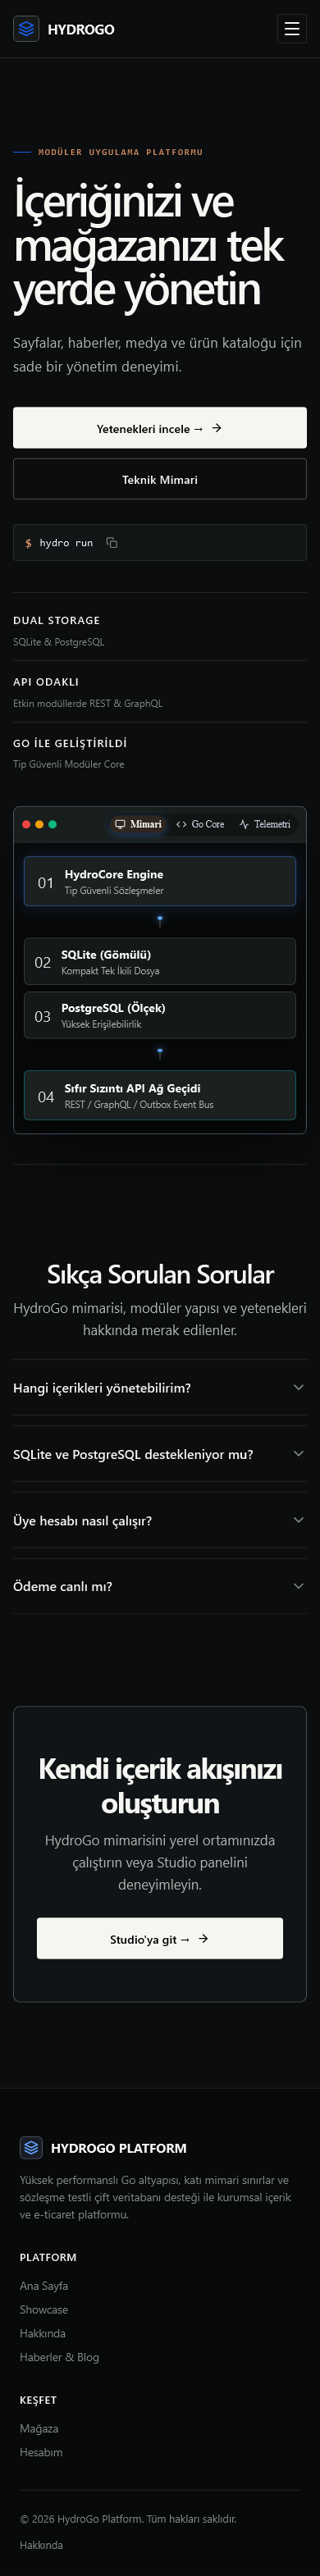 HYDROGO
MODÜLER UYGULAMA PLATFORMU
İçeriğinizi ve
mağazanızı tek
yerde yönetin
Sayfalar, haberler, medya ve ürün kataloğu için
sade bir yönetim deneyimi.
Yetenekleri incele → →
Teknik Mimari
$ hydro run
DUAL STORAGE
SQLite & PostgreSQL
API ODAKLI
Etkin modüllerde REST & GraphQL
GO İLE GELİŞTİRİLDİ
Tip Güvenli Modüler Core
Mimari Go Core Telemetri
01 HydroCore Engine
Tip Güvenli Sözleşmeler
02 SQLite (Gömülü)
Kompakt Tek İkili Dosya
03 PostgreSQL (Ölçek)
Yüksek Erişilebilirlik
04 Sıfır Sızıntı API Ağ Geçidi
REST / GraphQL / Outbox Event Bus
Sıkça Sorulan Sorular
HydroGo mimarisi, modüler yapısı ve yetenekleri
hakkında merak edilenler.
Hangi içerikleri yönetebilirim?
SQLite ve PostgreSQL destekleniyor mu?
Üye hesabı nasıl çalışır?
Ödeme canlı mı?
Kendi içerik akışınızı
oluşturun
HydroGo mimarisini yerel ortamınızda
çalıştırın veya Studio panelini
deneyimleyin.
Studio'ya git → →
HYDROGO PLATFORM
Yüksek performanslı Go altyapısı, katı mimari sınırlar ve
sözleşme testli çift veritabanı desteği ile kurumsal içerik
ve e-ticaret platformu.
PLATFORM
Ana Sayfa
Showcase
Hakkında
Haberler & Blog
KEŞFET
Mağaza
Hesabım
© 2026 HydroGo Platform. Tüm hakları saklıdır.
Hakkında